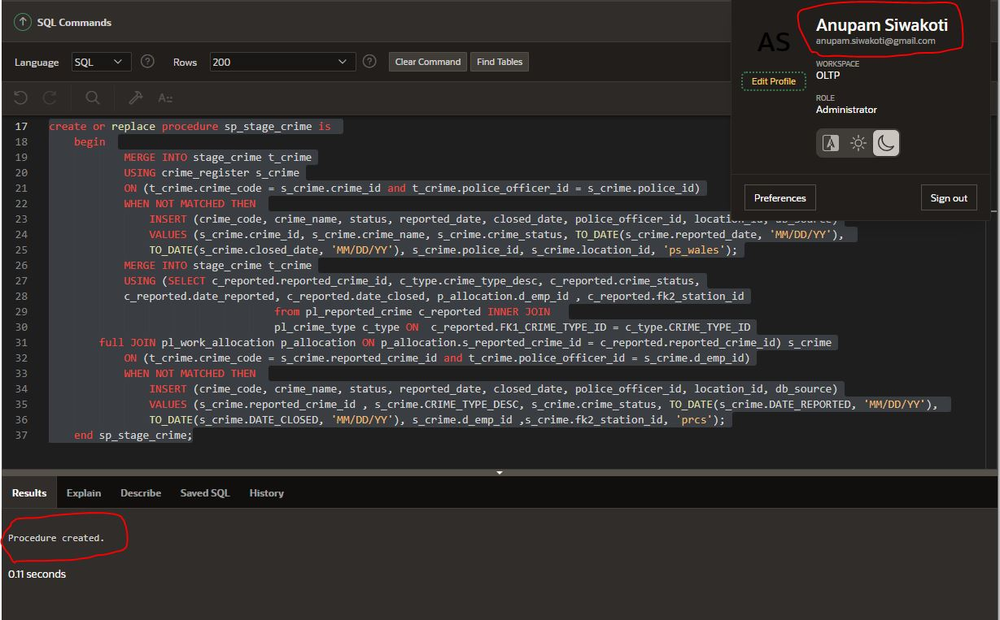 SQL Commands
Language SQL Rows 200 Clear Command Find Tables
AS
Anupam Siwakoti
anupam.siwakoti@gmail.com
Edit Profile
WORKSPACE
OLTP
ROLE
Administrator
Preferences Sign out
17 create or replace procedure sp_stage_crime is
18 begin
19 MERGE INTO stage_crime t_crime
20 USING crime_register s_crime
21 ON (t_crime.crime_code = s_crime.crime_id and t_crime.police_officer_id = s_crime.police_id)
22 WHEN NOT MATCHED THEN
23 INSERT (crime_code, crime_name, status, reported_date, closed_date, police_officer_id, location_id, db_source)
24 VALUES (s_crime.crime_id, s_crime.crime_name, s_crime.crime_status, TO_DATE(s_crime.reported_date, 'MM/DD/YY'),
25 TO_DATE(s_crime.closed_date, 'MM/DD/YY'), s_crime.police_id, s_crime.location_id, 'ps_wales');
26 MERGE INTO stage_crime t_crime
27 USING (SELECT c_reported.reported_crime_id, c_type.crime_type_desc, c_reported.crime_status,
28 c_reported.date_reported, c_reported.date_closed, p_allocation.d_emp_id , c_reported.fk2_station_id
29 from pl_reported_crime c_reported INNER JOIN
30 pl_crime_type c_type ON c_reported.FK1_CRIME_TYPE_ID = c_type.CRIME_TYPE_ID
31 full JOIN pl_work_allocation p_allocation ON p_allocation.s_reported_crime_id = c_reported.reported_crime_id) s_crime
32 ON (t_crime.crime_code = s_crime.reported_crime_id and t_crime.police_officer_id = s_crime.d_emp_id)
33 WHEN NOT MATCHED THEN
34 INSERT (crime_code, crime_name, status, reported_date, closed_date, police_officer_id, location_id, db_source)
35 VALUES (s_crime.reported_crime_id , s_crime.CRIME_TYPE_DESC, s_crime.crime_status, TO_DATE(s_crime.DATE_REPORTED, 'MM/DD/YY'),
36 TO_DATE(s_crime.DATE_CLOSED, 'MM/DD/YY'), s_crime.d_emp_id ,s_crime.fk2_station_id, 'prcs');
37 end sp_stage_crime;
Results Explain Describe Saved SQL History
Procedure created.
0.11 seconds